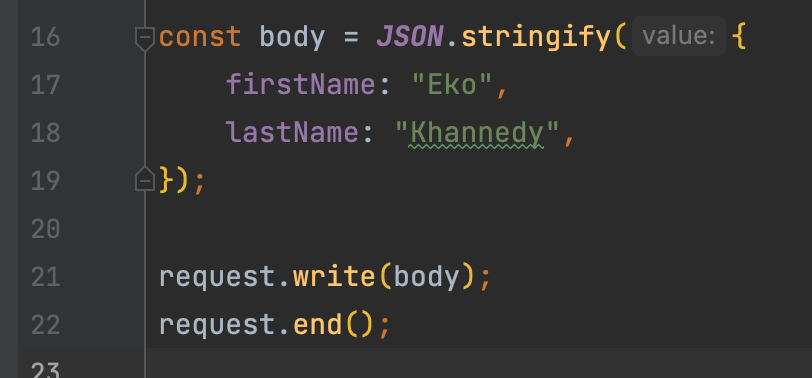 16 const body = JSON.stringify( value: {
17     firstName: "Eko",
18     lastName: "Khannedy",
19 });
20
21 request.write(body);
22 request.end();
23